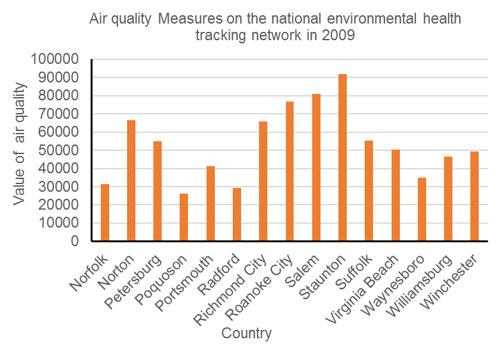 Air quality Measures on the national environmental health
tracking network in 2009
Value of air quality
100000
90000
80000
70000
60000
50000
40000
30000
20000
10000
0
Norfolk
Norton
Petersburg
Poquoson
Portsmouth
Radford
Richmond City
Roanoke City
Salem
Staunton
Suffolk
Virginia Beach
Waynesboro
Williamsburg
Winchester
Country